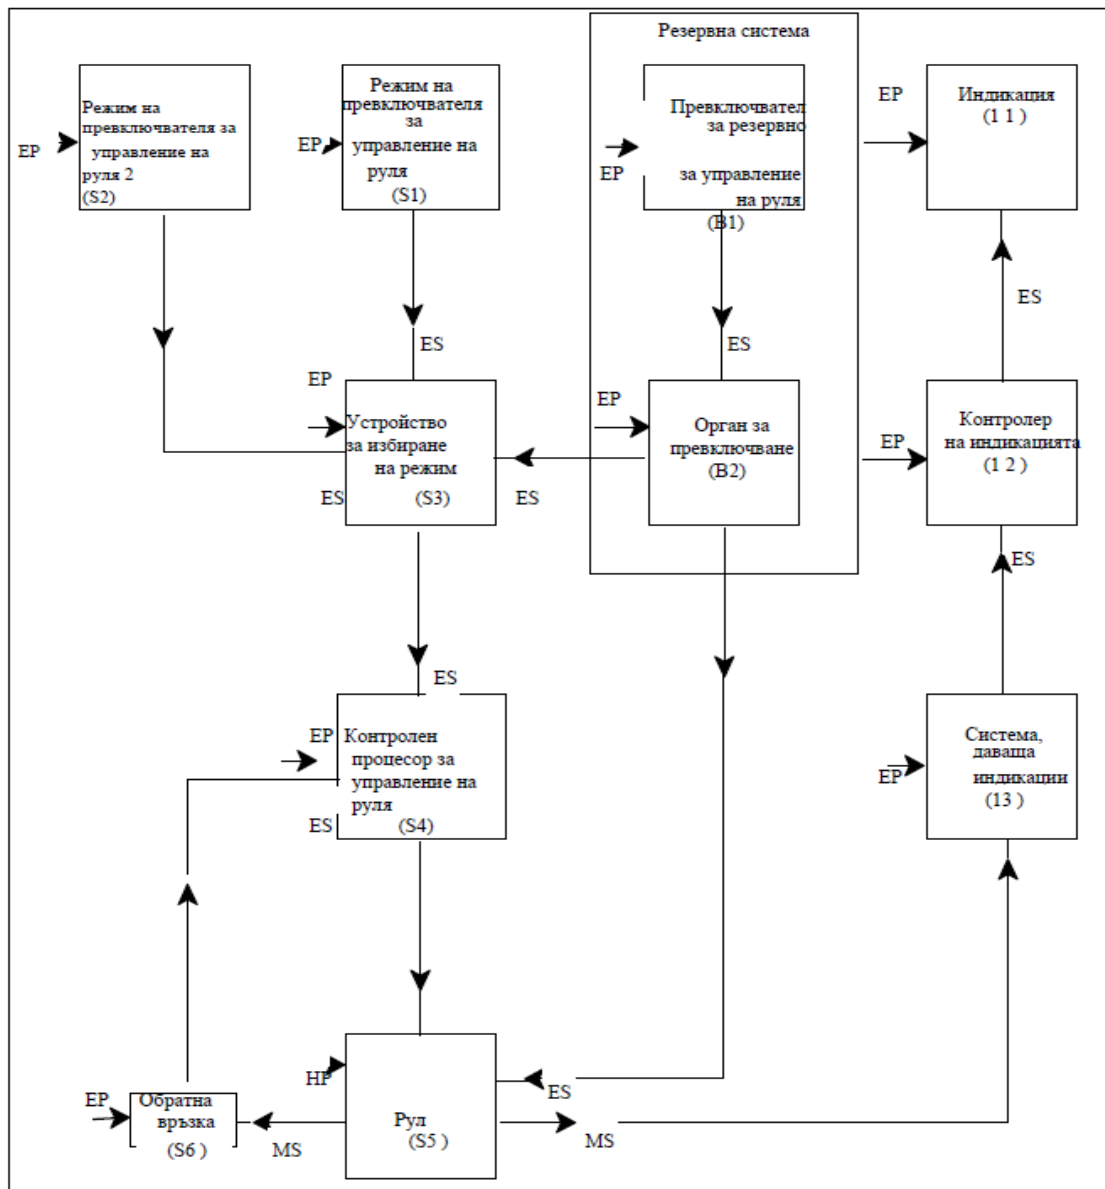 Резервна система
Режим на
превключвателя за
управление на
руля 2
(S2)
EP
Режим на
превключвателя
за
управление на
руля
(S1)
EP
Превключвател
за резервно
за управление
на руля
(B1)
EP
Индикация
(1 1 )
EP
ES
ES
ES
EP
Устройство
за избиране
на режим
(S3)
ES
ES
EP
Орган за
превключване
(B2)
EP
Контролер
на индикацията
(1 2 )
ES
ES
EP
Контролен
процесор за
управление на
руля
(S4)
ES
EP
Система,
даваща
индикации
(13 )
HP
Рул
(S5 )
ES
EP
Обратна
връзка
(S6 )
MS
MS